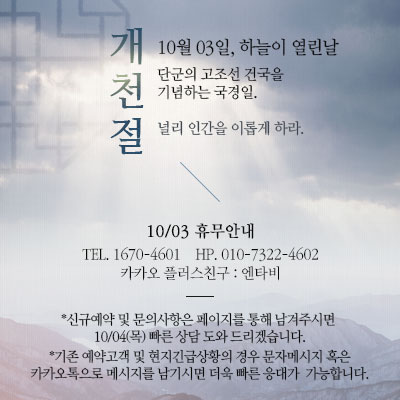 개천절
10월 03일, 하늘이 열린날
단군의 고조선 건국을
기념하는 국경일.
널리 인간을 이롭게 하라.
10/03 휴무안내
TEL. 1670-4601 HP. 010-7322-4602
카카오 플러스친구 : 엔타비
*신규예약 및 문의사항은 페이지를 통해 남겨주시면
10/04(목) 빠른 상담 도와 드리겠습니다.
*기존 예약고객 및 현지긴급상황의 경우 문자메시지 혹은
카카오톡으로 메시지를 남기시면 더욱 빠른 응대가 가능합니다.